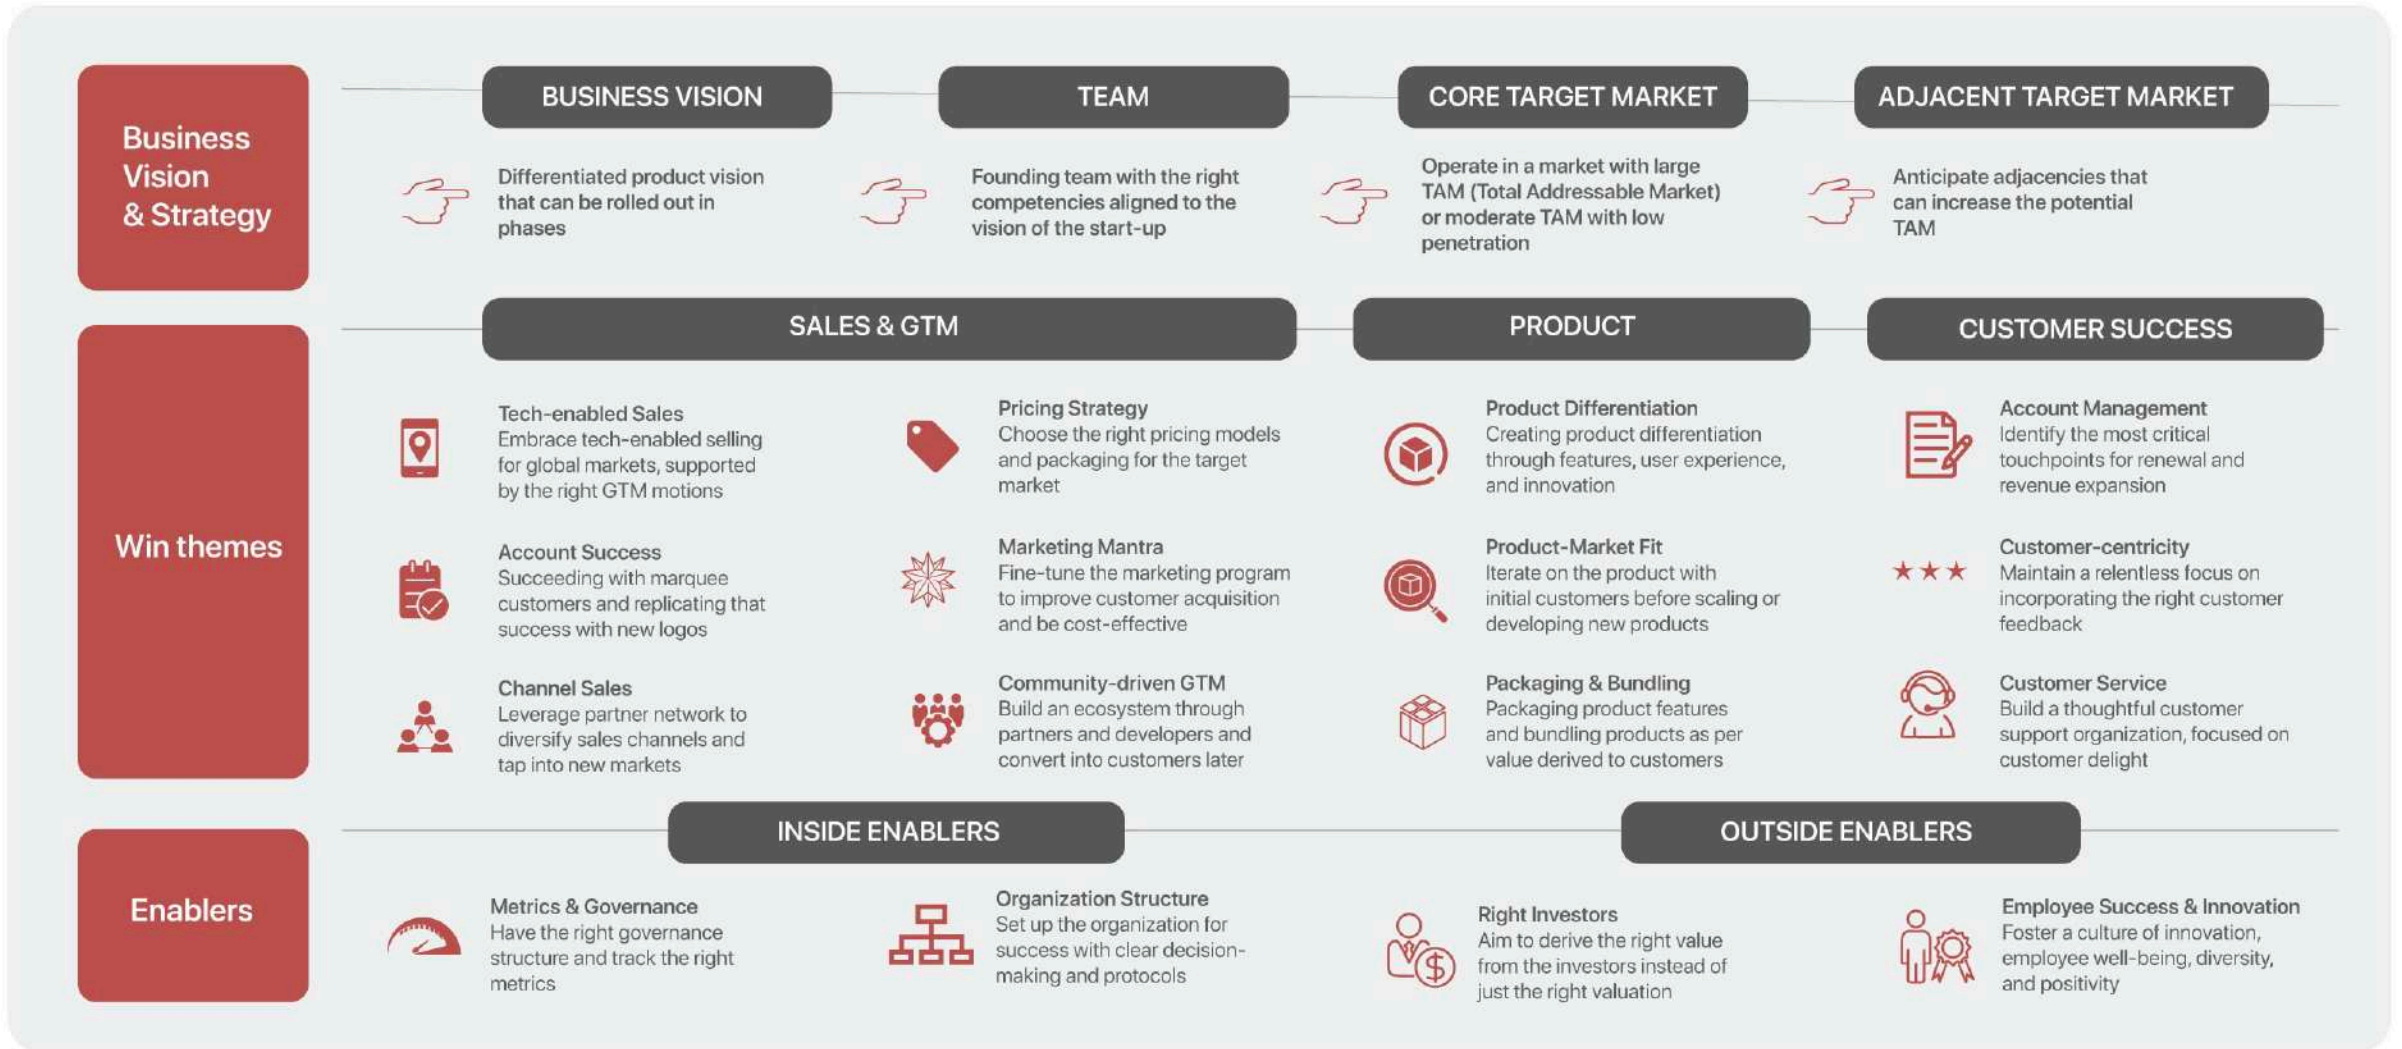 Business
Vision
& Strategy
BUSINESS VISION
Differentiated product vision
that can be rolled out in
phases
TEAM
Founding team with the right
competencies aligned to the
vision of the start-up
CORE TARGET MARKET
Operate in a market with large
TAM (Total Addressable Market)
or moderate TAM with low
penetration
ADJACENT TARGET MARKET
Anticipate adjacencies that
can increase the potential
TAM
Win themes
SALES & GTM
Tech-enabled Sales
Embrace tech-enabled selling
for global markets, supported
by the right GTM motions
Pricing Strategy
Choose the right pricing models
and packaging for the target
market
Account Success
Succeeding with marquee
customers and replicating that
success with new logos
Marketing Mantra
Fine-tune the marketing program
to improve customer acquisition
and be cost-effective
Channel Sales
Leverage partner network to
diversify sales channels and
tap into new markets
Community-driven GTM
Build an ecosystem through
partners and developers and
convert into customers later
PRODUCT
Product Differentiation
Creating product differentiation
through features, user experience,
and innovation
Product-Market Fit
Iterate on the product with
initial customers before scaling or
developing new products
Packaging & Bundling
Packaging product features
and bundling products as per
value derived to customers
CUSTOMER SUCCESS
Account Management
Identify the most critical
touchpoints for renewal and
revenue expansion
Customer-centricity
Maintain a relentless focus on
incorporating the right customer
feedback
Customer Service
Build a thoughtful customer
support organization, focused on
customer delight
Enablers
INSIDE ENABLERS
Metrics & Governance
Have the right governance
structure and track the right
metrics
Organization Structure
Set up the organization for
success with clear decision-
making and protocols
OUTSIDE ENABLERS
$
Right Investors
Aim to derive the right value
from the investors instead of
just the right valuation
Employee Success & Innovation
Foster a culture of innovation,
employee well-being, diversity,
and positivity